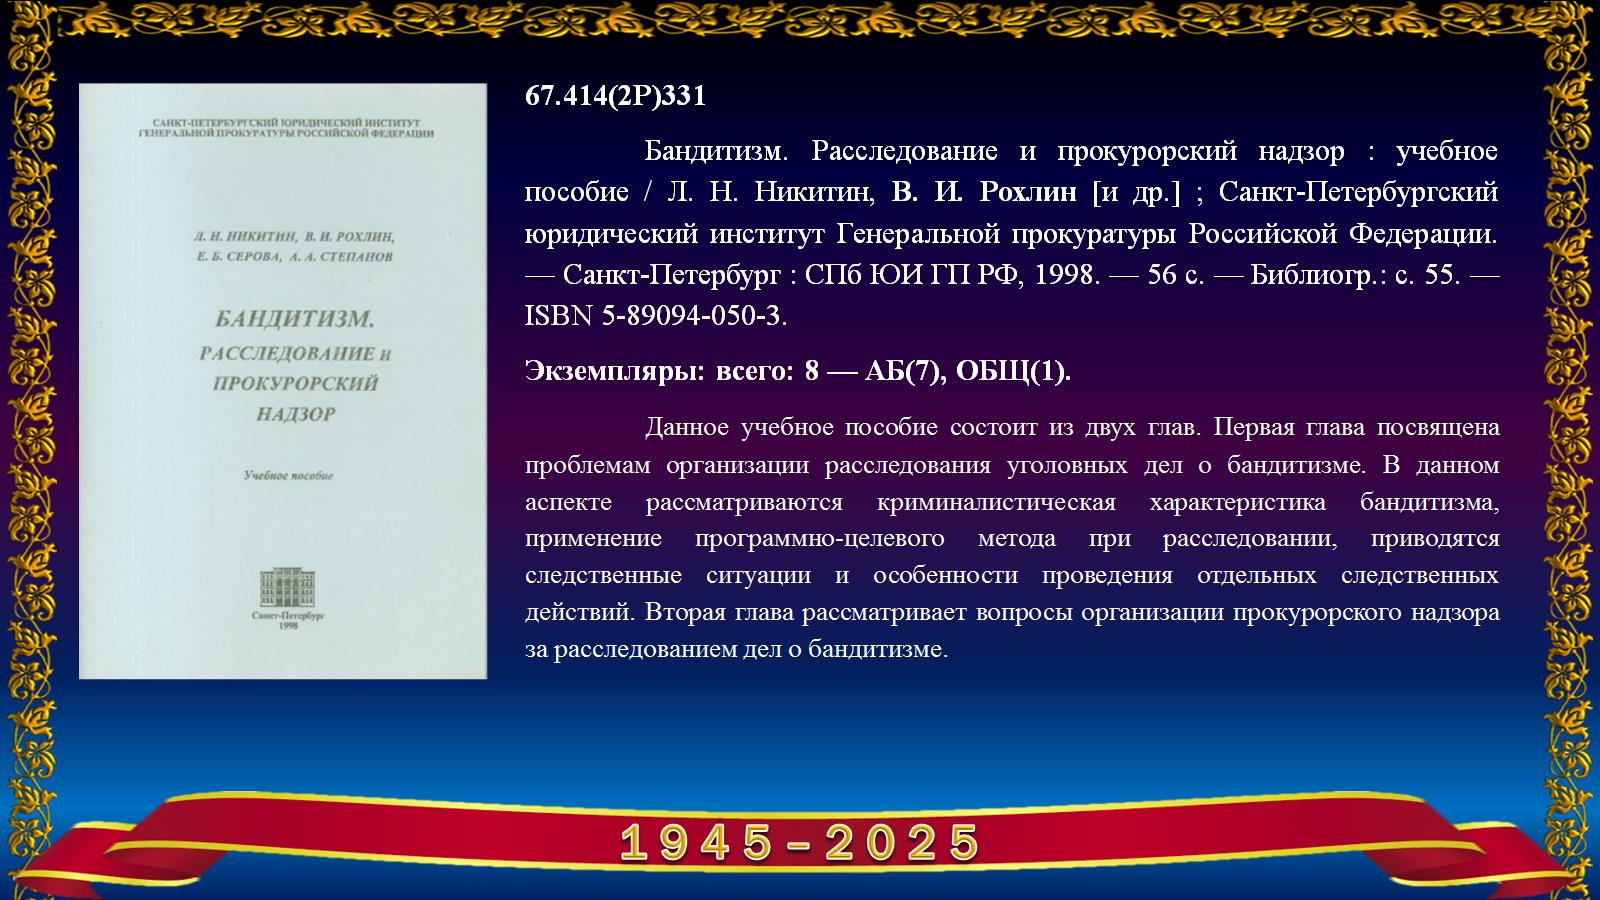 САНКТ-ПЕТЕРБУРГСКИЙ ЮРИДИЧЕСКИЙ ИНСТИТУТ
ГЕНЕРАЛЬНОЙ ПРОКУРАТУРЫ РОССИЙСКОЙ ФЕДЕРАЦИИ
Л. Н. НИКИТИН, В. И. РОХЛИН,
Е. Б. СЕРОВА, А. А. СТЕПАНОВ
БАНДИТИЗМ.
РАССЛЕДОВАНИЕ И
ПРОКУРОРСКИЙ
НАДЗОР
Учебное пособие
Санкт-Петербург
1998
67.414(2Р)331
Бандитизм. Расследование и прокурорский надзор : учебное
пособие / Л. Н. Никитин, В. И. Рохлин [и др.] ; Санкт-Петербургский
юридический институт Генеральной прокуратуры Российской Федерации.
— Санкт-Петербург : СПб ЮИ ГП РФ, 1998. — 56 с. — Библиогр.: с. 55. —
ISBN 5-89094-050-3.
Экземпляры: всего: 8 — АБ(7), ОБЩ(1).
Данное учебное пособие состоит из двух глав. Первая глава посвящена
проблемам организации расследования уголовных дел о бандитизме. В данном
аспекте рассматриваются криминалистическая характеристика бандитизма,
применение программно-целевого метода при расследовании, приводятся
следственные ситуации и особенности проведения отдельных следственных
действий. Вторая глава рассматривает вопросы организации прокурорского надзора
за расследованием дел о бандитизме.
1945–2025